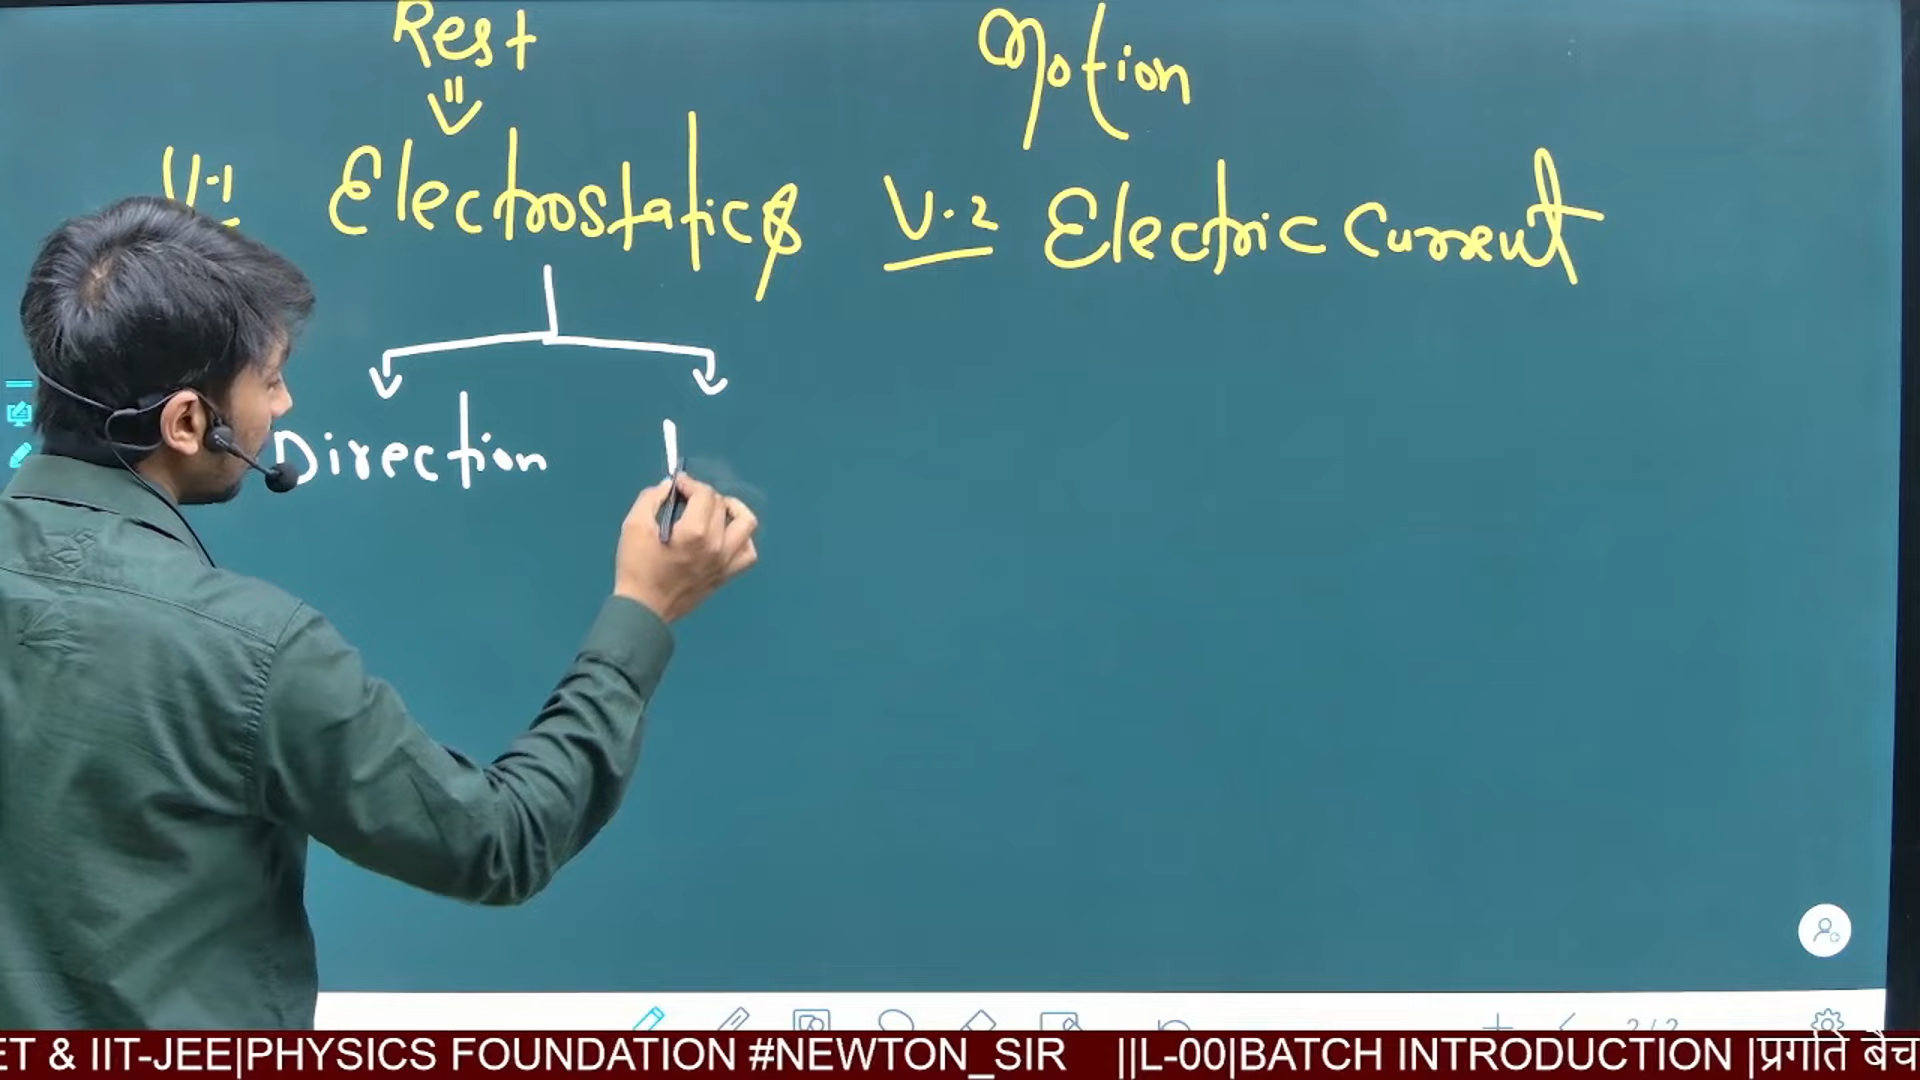 Rest
Motion
U.1 Electrostatics
U.2 Electric Current
Direction
ET & IIT-JEE|PHYSICS FOUNDATION #NEWTON_SIR ||L-00|BATCH INTRODUCTION |प्रगति बैच